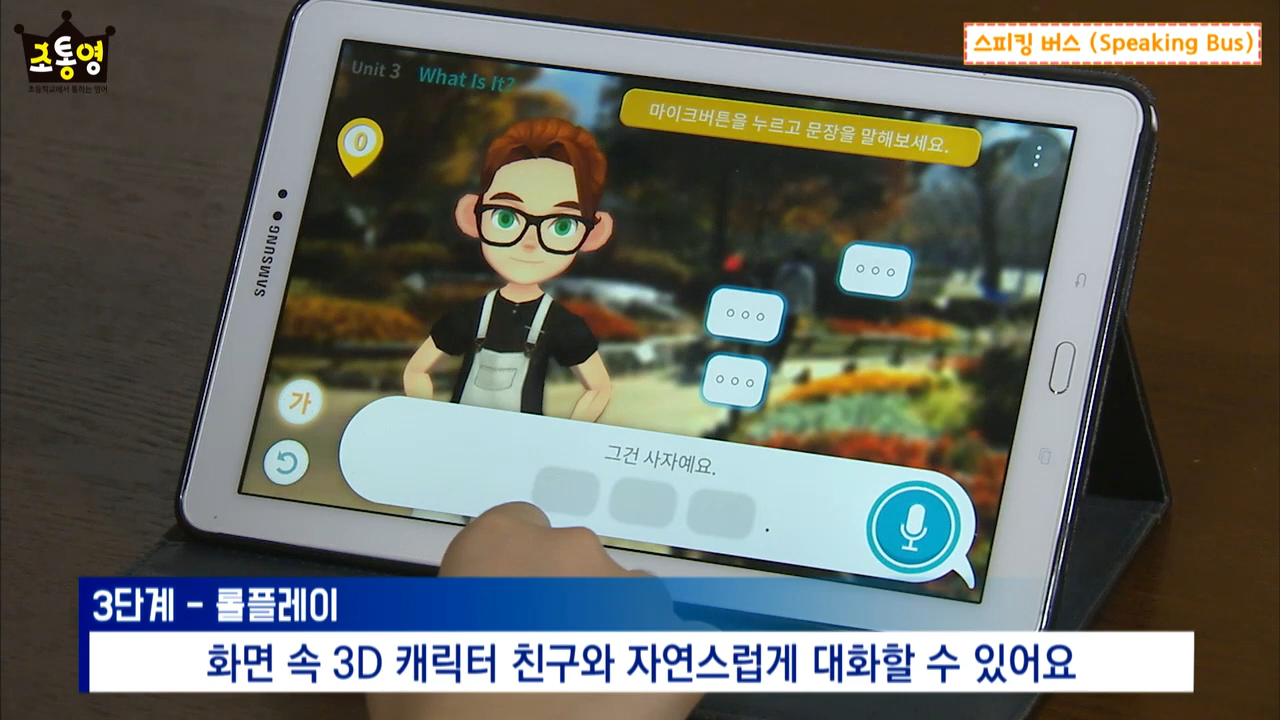 조통영
초등학교에서 통하는 영어
스피킹 버스 (Speaking Bus)
Unit 3 What Is It?
마이크버튼을 누르고 문장을 말해보세요.
0
SAMSUNG
가
그건 사자예요.
3단계 - 롤플레이
화면 속 3D 캐릭터 친구와 자연스럽게 대화할 수 있어요